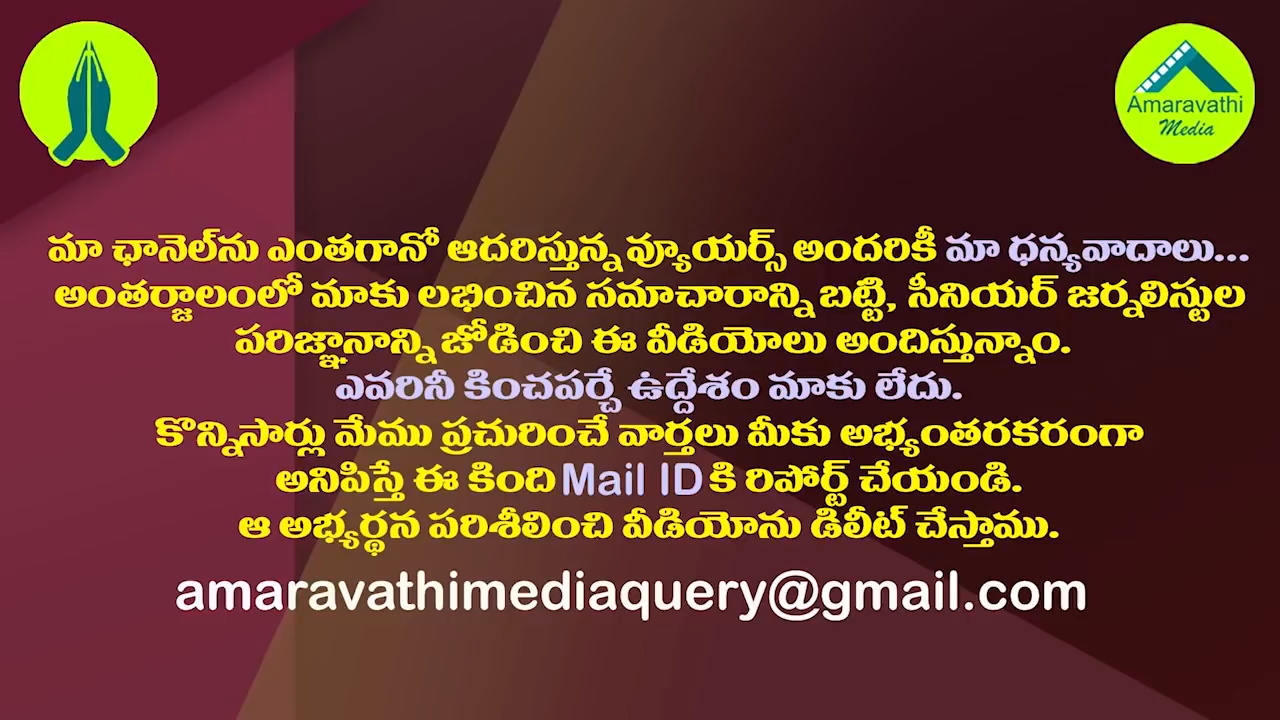 Amaravathi
Media
మా ఛానెల్‌ను ఎంతగానో ఆదరిస్తున్న వ్యూయర్స్ అందరికీ మా ధన్యవాదాలు...
అంతర్జాలంలో మాకు లభించిన సమాచారాన్ని బట్టి, సీనియర్ జర్నలిస్టుల
పరిజ్ఞానాన్ని జోడించి ఈ వీడియోలు అందిస్తున్నాం.
ఎవరినీ కించపర్చే ఉద్దేశం మాకు లేదు.
కొన్నిసార్లు మేము ప్రచురించే వార్తలు మీకు అభ్యంతరకరంగా
అనిపిస్తే ఈ కింది Mail ID కి రిపోర్ట్ చేయండి.
ఆ అభ్యర్థన పరిశీలించి వీడియోను డిలీట్ చేస్తాము.
amaravathimediaquery@gmail.com